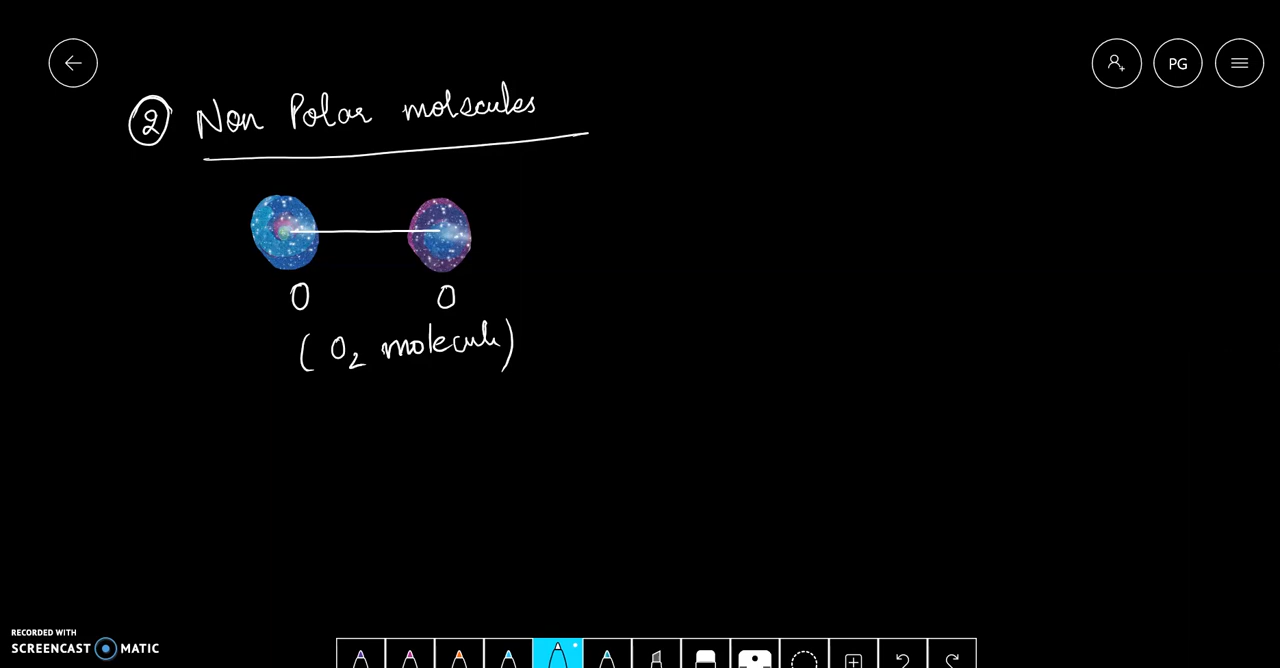 PG
② Non Polar molecules
O O
(O₂ molecule)
RECORDED WITH
SCREENCAST MATIC